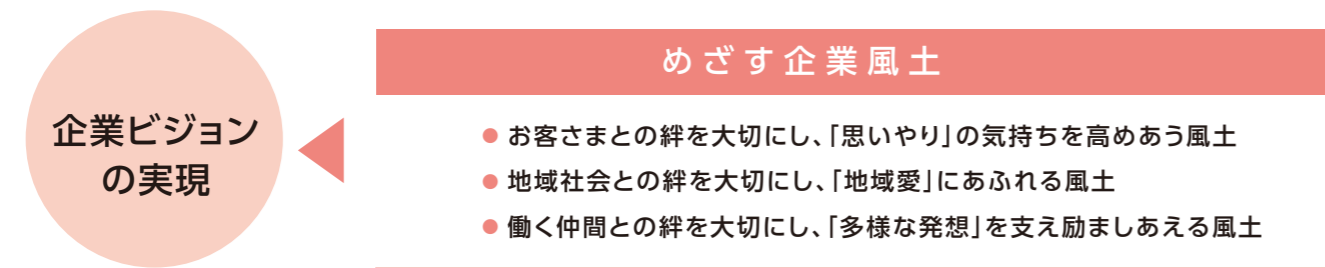 企業ビジョン
の実現
めざす企業風土
● お客さまとの絆を大切にし、「思いやり」の気持ちを高めあう風土
● 地域社会との絆を大切にし、「地域愛」にあふれる風土
● 働く仲間との絆を大切にし、「多様な発想」を支え励ましあえる風土